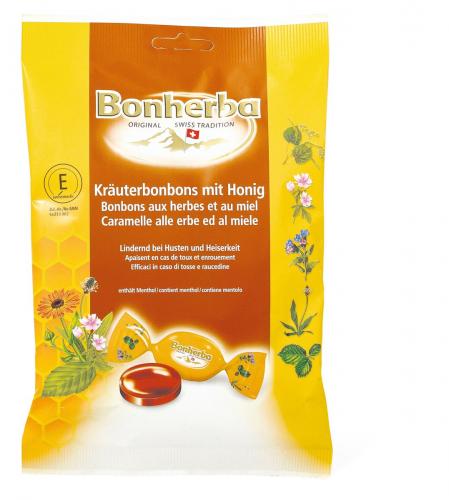 Bonherba
ORIGINAL SWISS TRADITION
E
Kräuterbonbons mit Honig
Bonbons aux herbes et au miel
Caramelle alle erbe ed al miele
Lindernd bei Husten und Heiserkeit
Apaisent en cas de toux et enrouement
Efficaci in caso di tosse e raucedine
enthält Menthol/contient menthol/contiene mentolo
Bonherba